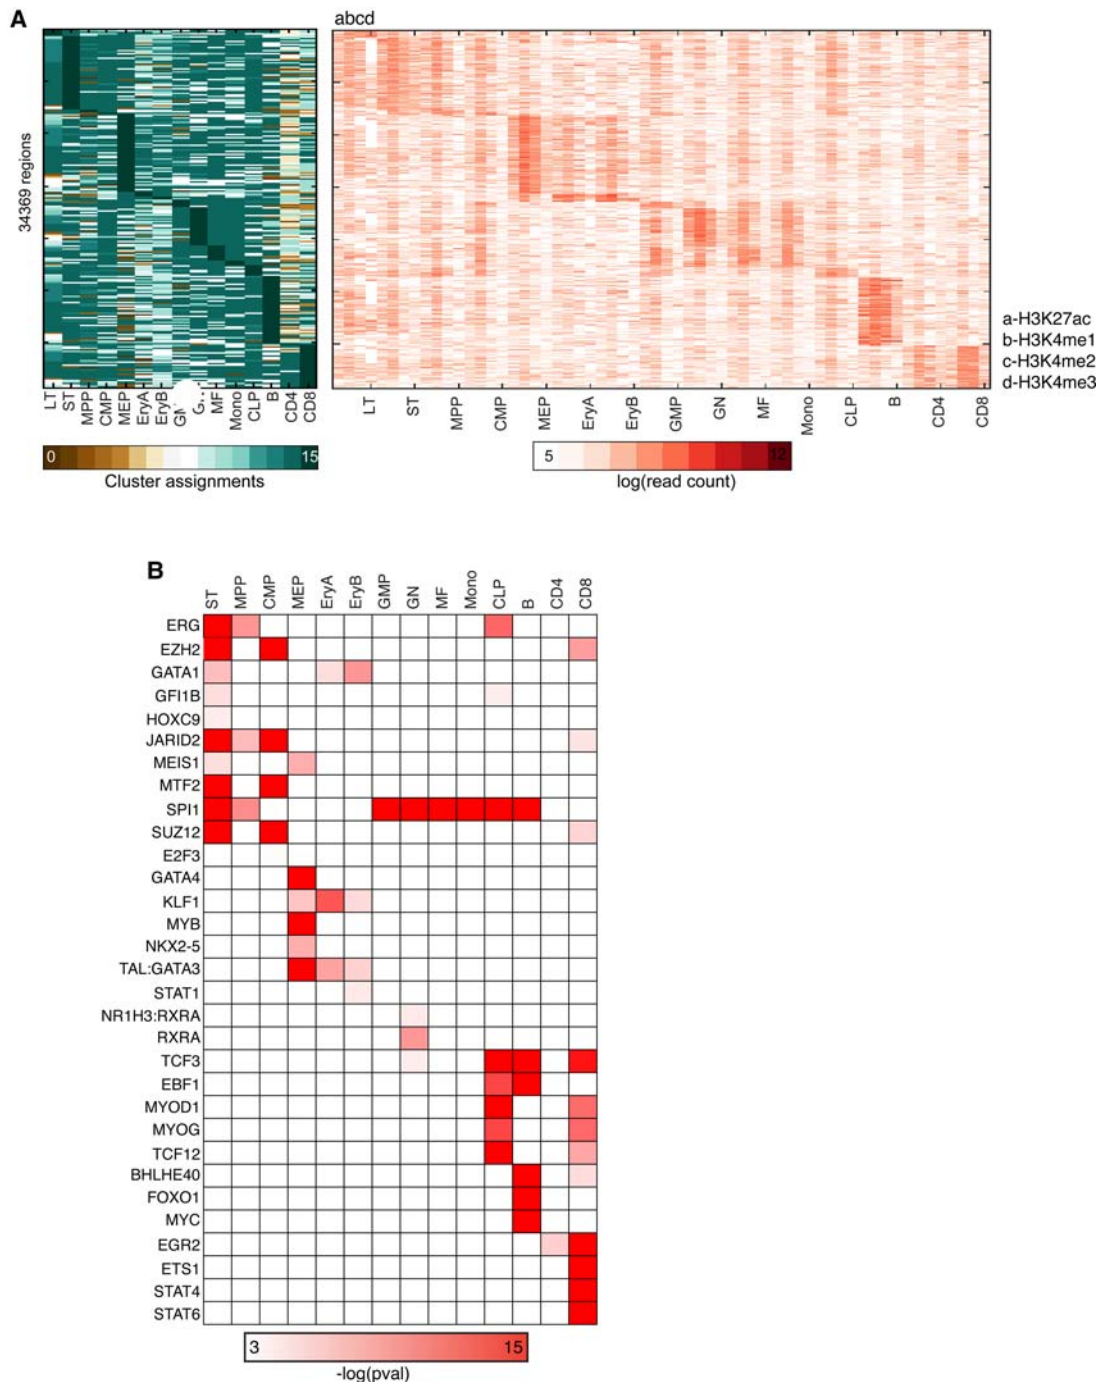 A
abcd
34369 regions
LT ST MPP CMP MEP EryA EryB MF Mono CLP B CD4 CD8
LT ST MPP CMP MEP EryA EryB GMP GN MF Mono CLP B CD4 CD8
a-H3K27ac
b-H3K4me1
c-H3K4me2
d-H3K4me3
0 15
Cluster assignments
5 12
log(read count)
B
ST MPP CMP MEP EryA EryB GMP GN MF Mono CLP B CD4 CD8
ERG
EZH2
GATA1
GFI1B
HOXC9
JARID2
MEIS1
MTF2
SPI1
SUZ12
E2F3
GATA4
KLF1
MYB
NKX2-5
TAL:GATA3
STAT1
NR1H3:RXRA
RXRA
TCF3
EBF1
MYOD1
MYOG
TCF12
BHLHE40
FOXO1
MYC
EGR2
ETS1
STAT4
STAT6
3 15
-log(pval)